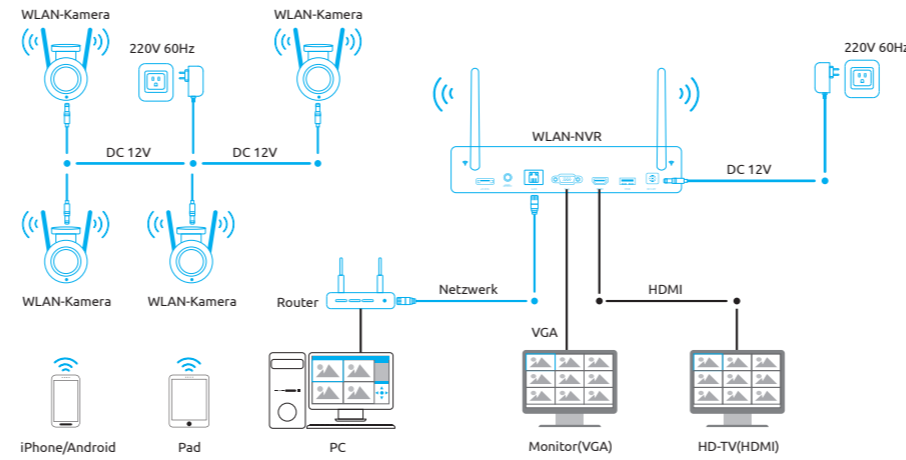 WLAN-Kamera
WLAN-Kamera
220V 60Hz
220V 60Hz
WLAN-NVR
DC 12V
DC 12V
DC 12V
WLAN-Kamera
WLAN-Kamera
Router
Netzwerk
HDMI
VGA
iPhone/Android
Pad
PC
Monitor(VGA)
HD-TV(HDMI)